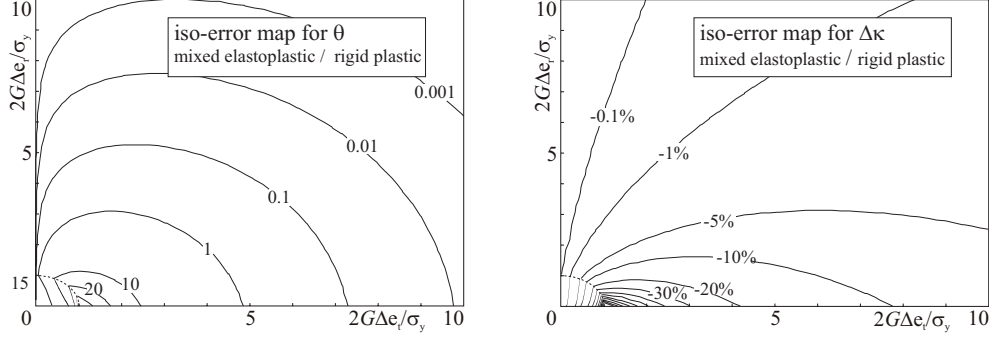 10
iso-error map for θ
mixed elastoplastic / rigid plastic
2GΔe_r/σ_y
0.001
0.01
5
0.1
1
15
20
10
0
5
2GΔe_t/σ_y
10
10
iso-error map for Δκ
mixed elastoplastic / rigid plastic
2GΔe_r/σ_y
-0.1%
5
-1%
-5%
-10%
-30%
-20%
0
5
2GΔe_t/σ_y
10